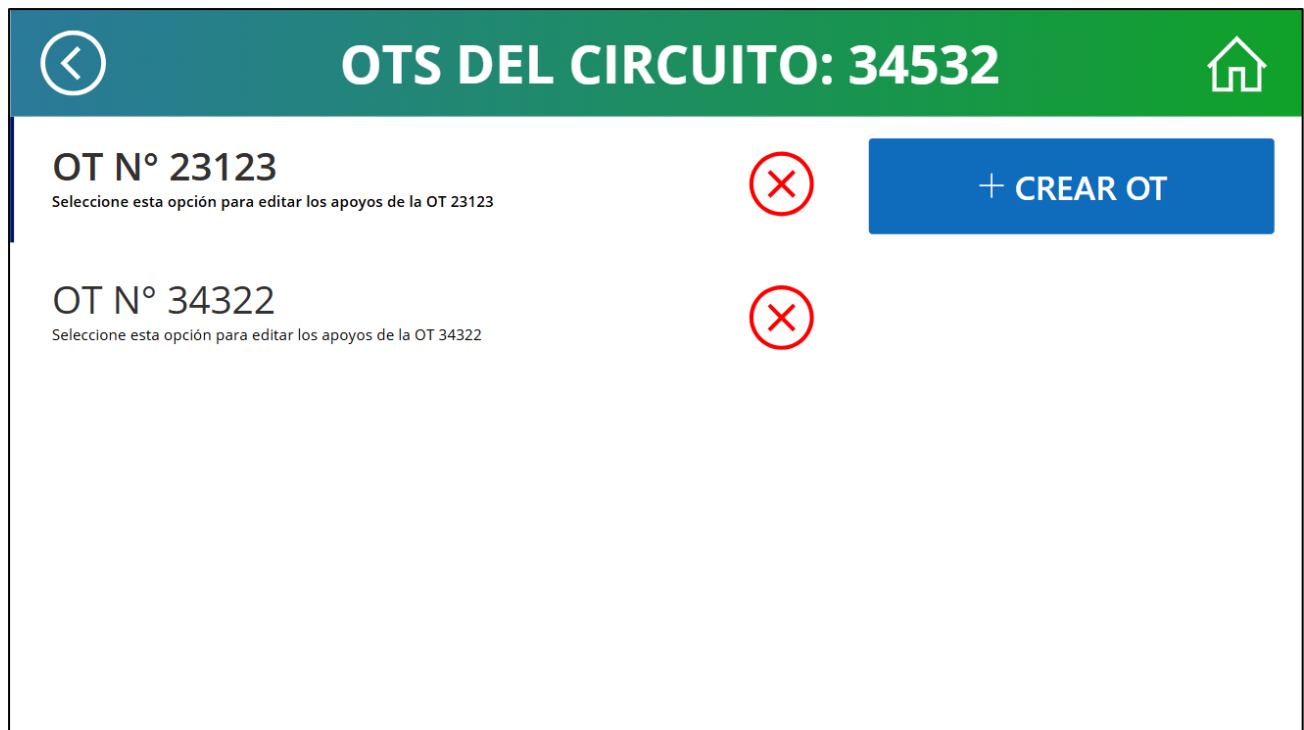 OTS DEL CIRCUITO: 34532
OT N° 23123
Seleccione esta opción para editar los apoyos de la OT 23123
+ CREAR OT
OT N° 34322
Seleccione esta opción para editar los apoyos de la OT 34322